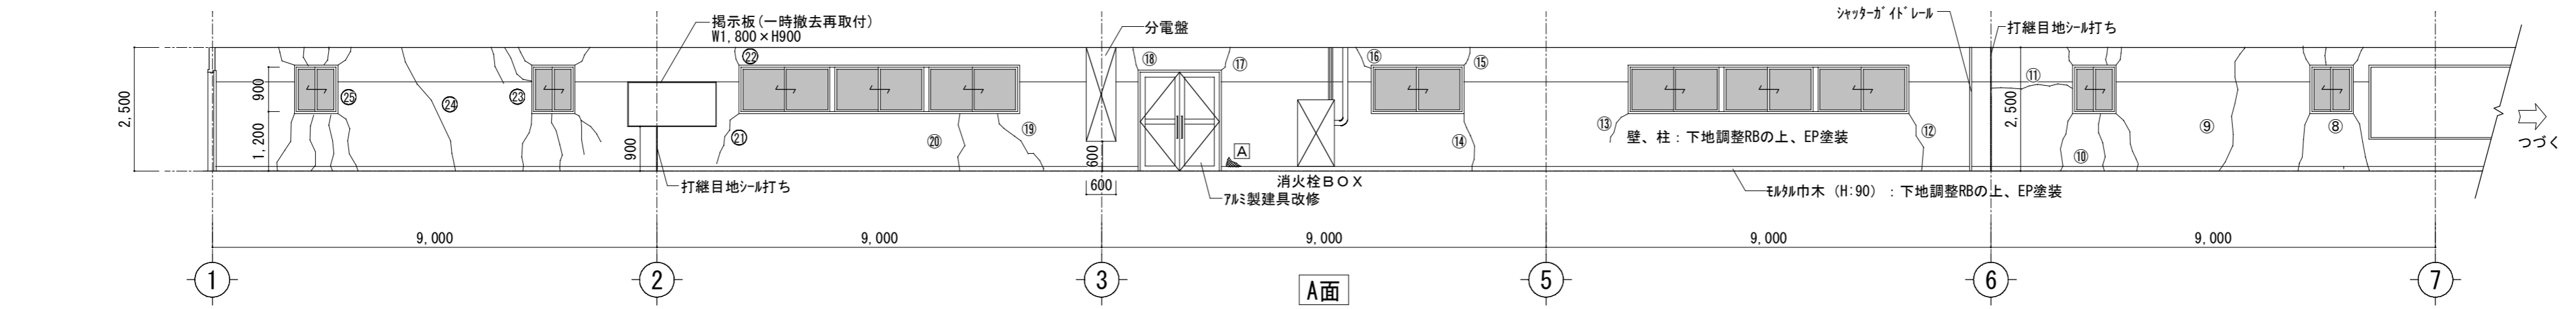 掲示板(一時撤去再取付)
W1,800×H900
分電盤
シャッターガイドレール
打継目地シール打ち
2,500
900
1,200
㉕
㉔
㉓
900
打継目地シール打ち
㉒
㉑
⑳
⑲
600
600
⑱
⑰
A
アルミ製建具改修
消火栓BOX
⑯
⑮
⑭
⑬
壁、柱:下地調整RBの上、EP塗装
⑫
モルタル巾木 (H:90) :下地調整RBの上、EP塗装
⑪
2,500
⑩
⑨
⑧
つづく
9,000
9,000
9,000
9,000
9,000
1
2
3
5
6
7
A面